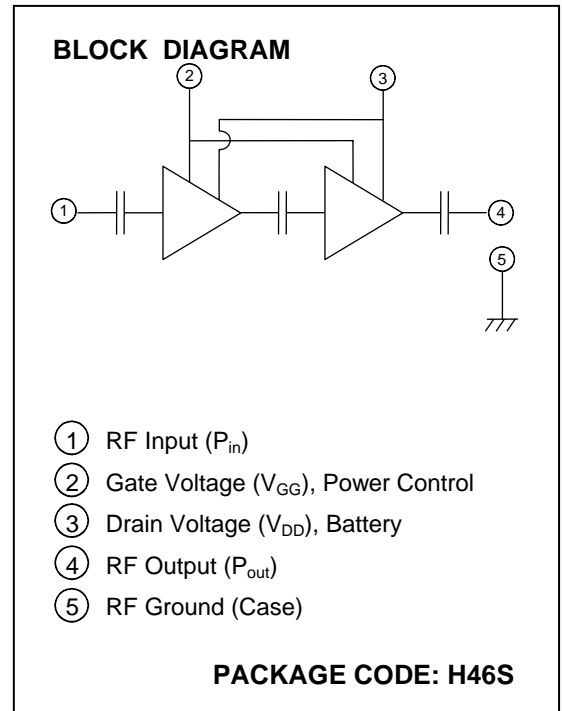 BLOCK DIAGRAM
2
3
1
4
5
1 RF Input (Pin)
2 Gate Voltage (VGG), Power Control
3 Drain Voltage (VDD), Battery
4 RF Output (Pout)
5 RF Ground (Case)
PACKAGE CODE: H46S